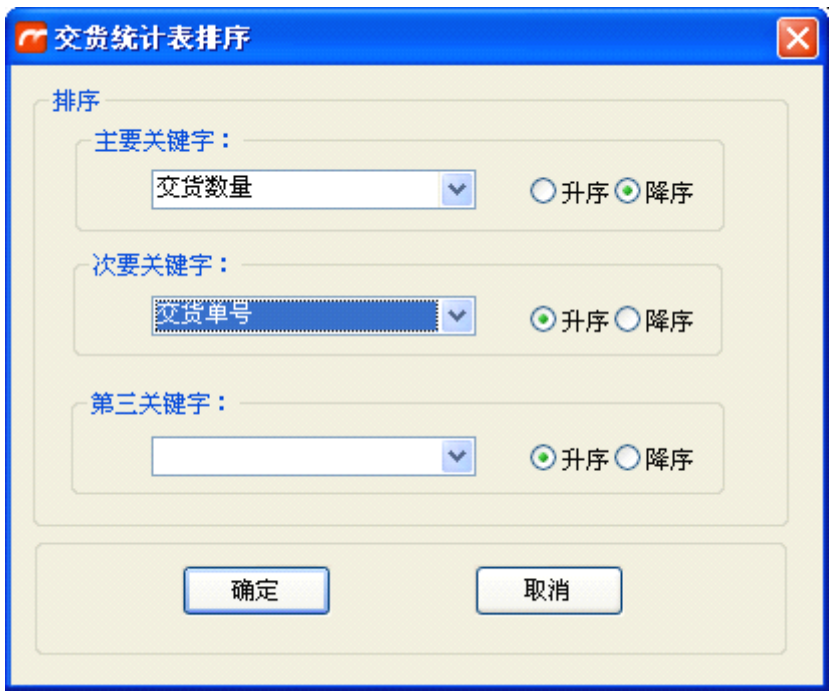 交货统计表排序
排序
主要关键字：
交货数量 升序 降序
次要关键字：
交货单号 升序 降序
第三关键字：
升序 降序
确定 取消